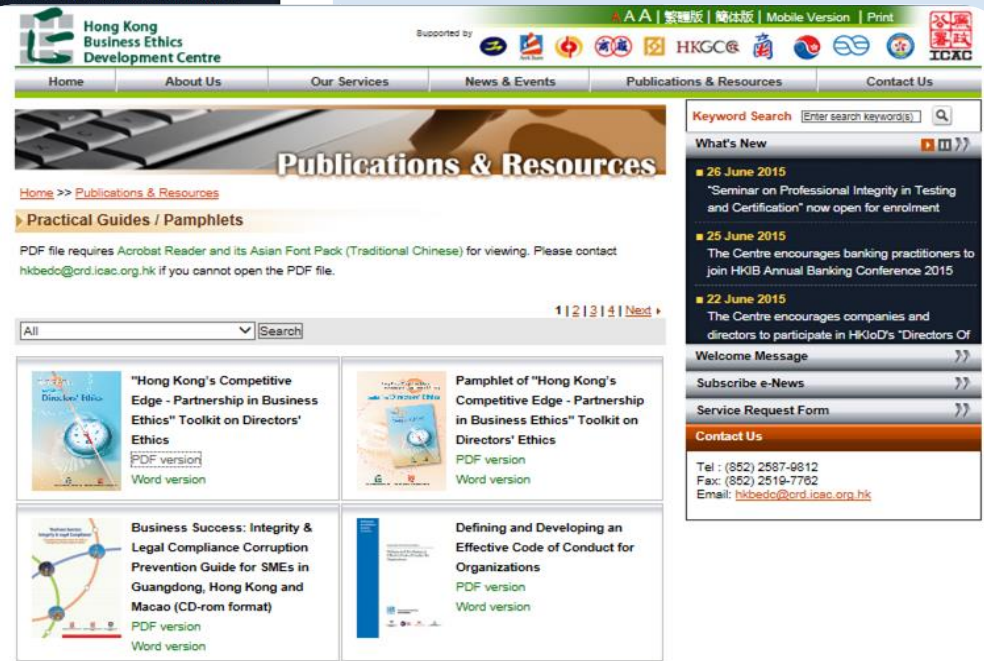 Hong Kong
Business Ethics
Development Centre
Supported by
A A A | 繁體版 | 簡体版 | Mobile Version | Print
HKGCC
ICAC
Home About Us Our Services News & Events Publications & Resources Contact Us
Publications & Resources
Home >> Publications & Resources
Practical Guides / Pamphlets
PDF file requires Acrobat Reader and its Asian Font Pack (Traditional Chinese) for viewing. Please contact
hkbedc@crd.icac.org.hk if you cannot open the PDF file.
1 | 2 | 3 | 4 | Next
All Search
"Hong Kong's Competitive
Edge - Partnership in Business
Ethics" Toolkit on Directors'
Ethics
PDF version
Word version
Directors' Ethics
Pamphlet of "Hong Kong's
Competitive Edge - Partnership
in Business Ethics" Toolkit on
Directors' Ethics
PDF version
Word version
Business Success: Integrity &
Legal Compliance Corruption
Prevention Guide for SMEs in
Guangdong, Hong Kong and
Macao (CD-rom format)
PDF version
Word version
Defining and Developing an
Effective Code of Conduct for
Organizations
PDF version
Word version
Keyword Search Enter search keyword(s)
What's New
26 June 2015
"Seminar on Professional Integrity in Testing
and Certification" now open for enrolment
25 June 2015
The Centre encourages banking practitioners to
join HKIB Annual Banking Conference 2015
22 June 2015
The Centre encourages companies and
directors to participate in HKIoD's "Directors Of
Welcome Message
Subscribe e-News
Service Request Form
Contact Us
Tel : (852) 2587-9812
Fax: (852) 2519-7762
Email: hkbedc@crd.icac.org.hk